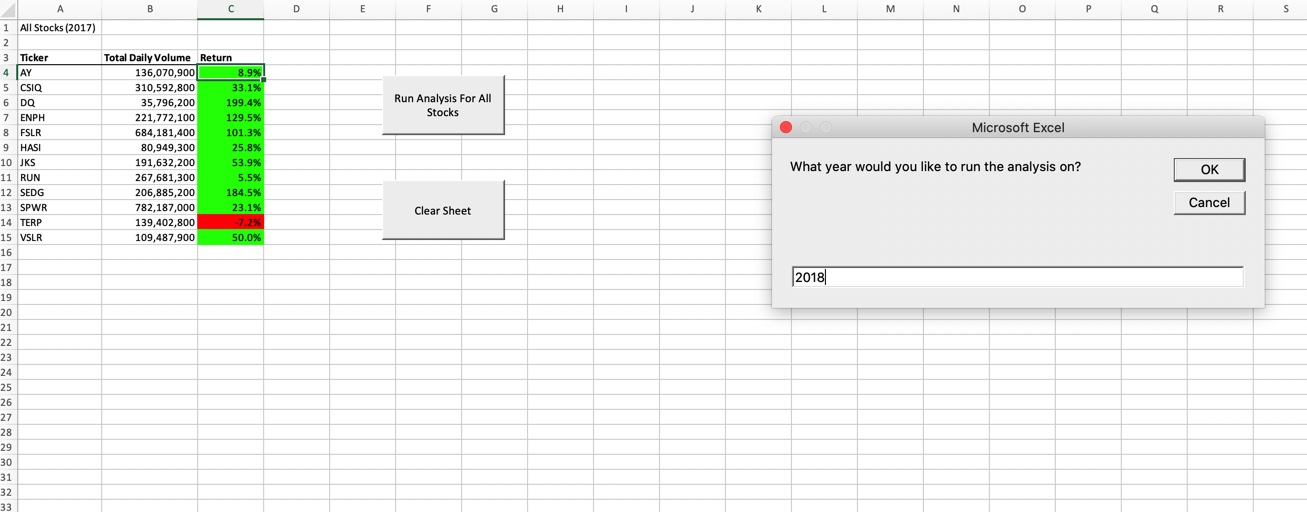 A B C D E F G H I J K L M N O P Q R S
1 All Stocks (2017)
2
3 Ticker Total Daily Volume Return
4 AY 136,070,900 8.9%
5 CSIQ 310,592,800 33.1%
6 DQ 35,796,200 199.4%
7 ENPH 221,772,100 129.5%
8 FSLR 684,181,400 101.3%
9 HASI 80,949,300 25.8%
10 JKS 191,632,200 53.9%
11 RUN 267,681,300 5.5%
12 SEDG 206,885,200 184.5%
13 SPWR 782,187,000 23.1%
14 TERP 139,402,800 -7.2%
15 VSLR 109,487,900 50.0%
16
17
18
19
20
21
22
23
24
25
26
27
28
29
30
31
32
33
Run Analysis For All
Stocks
Clear Sheet
Microsoft Excel
What year would you like to run the analysis on?
OK
Cancel
2018